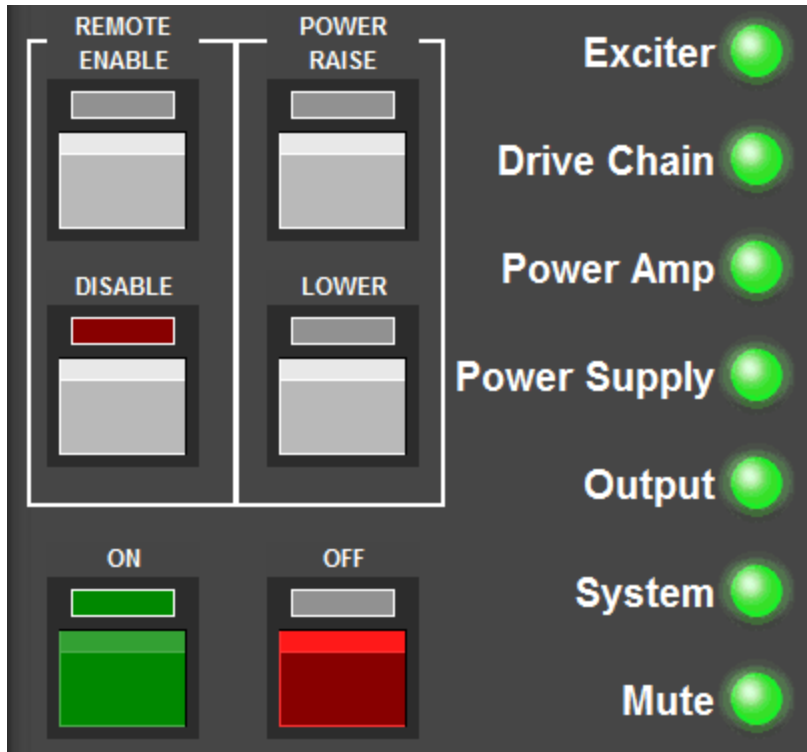 REMOTE
ENABLE
POWER
RAISE
DISABLE
LOWER
ON
OFF
Exciter
Drive Chain
Power Amp
Power Supply
Output
System
Mute